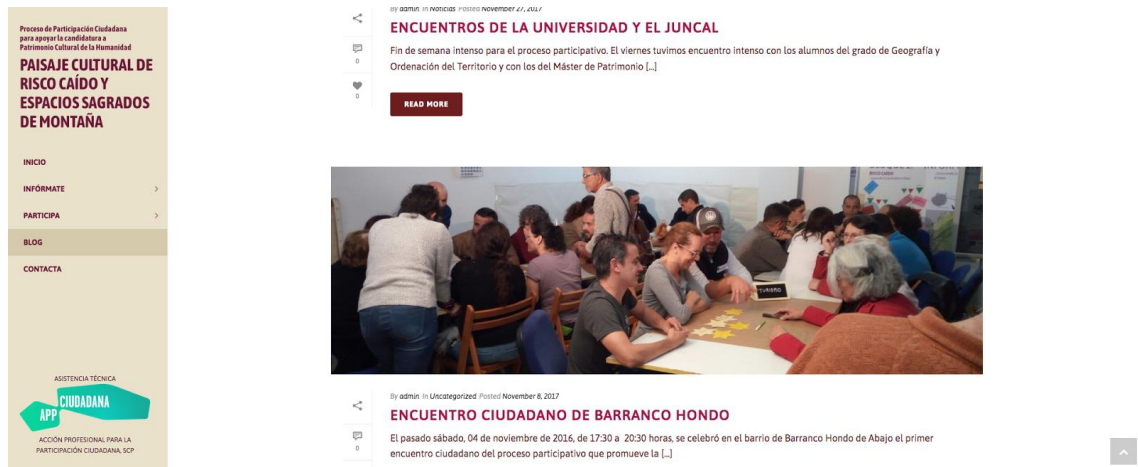 Proceso de Participación Ciudadana
para apoyar la candidatura a
Patrimonio Cultural de la Humanidad
PAISAJE CULTURAL DE
RISCO CAÍDO Y
ESPACIOS SAGRADOS
DE MONTAÑA
INICIO
INFÓRMATE
PARTICIPA
BLOG
CONTACTA
ASISTENCIA TÉCNICA
CIUDADANA
APP
ACCIÓN PROFESIONAL PARA LA
PARTICIPACIÓN CIUDADANA, SCP
By admin In Noticias Posted November 27, 2017
ENCUENTROS DE LA UNIVERSIDAD Y EL JUNCAL
Fin de semana intenso para el proceso participativo. El viernes tuvimos encuentro intenso con los alumnos del grado de Geografía y
Ordenación del Territorio y con los del Máster de Patrimonio [...]
0
0
READ MORE
RISCO CAÍDO
TURISMO
By admin In Uncategorized Posted November 8, 2017
ENCUENTRO CIUDADANO DE BARRANCO HONDO
El pasado sábado, 04 de noviembre de 2016, de 17:30 a 20:30 horas, se celebró en el barrio de Barranco Hondo de Abajo el primer
encuentro ciudadano del proceso participativo que promueve la [...]
0